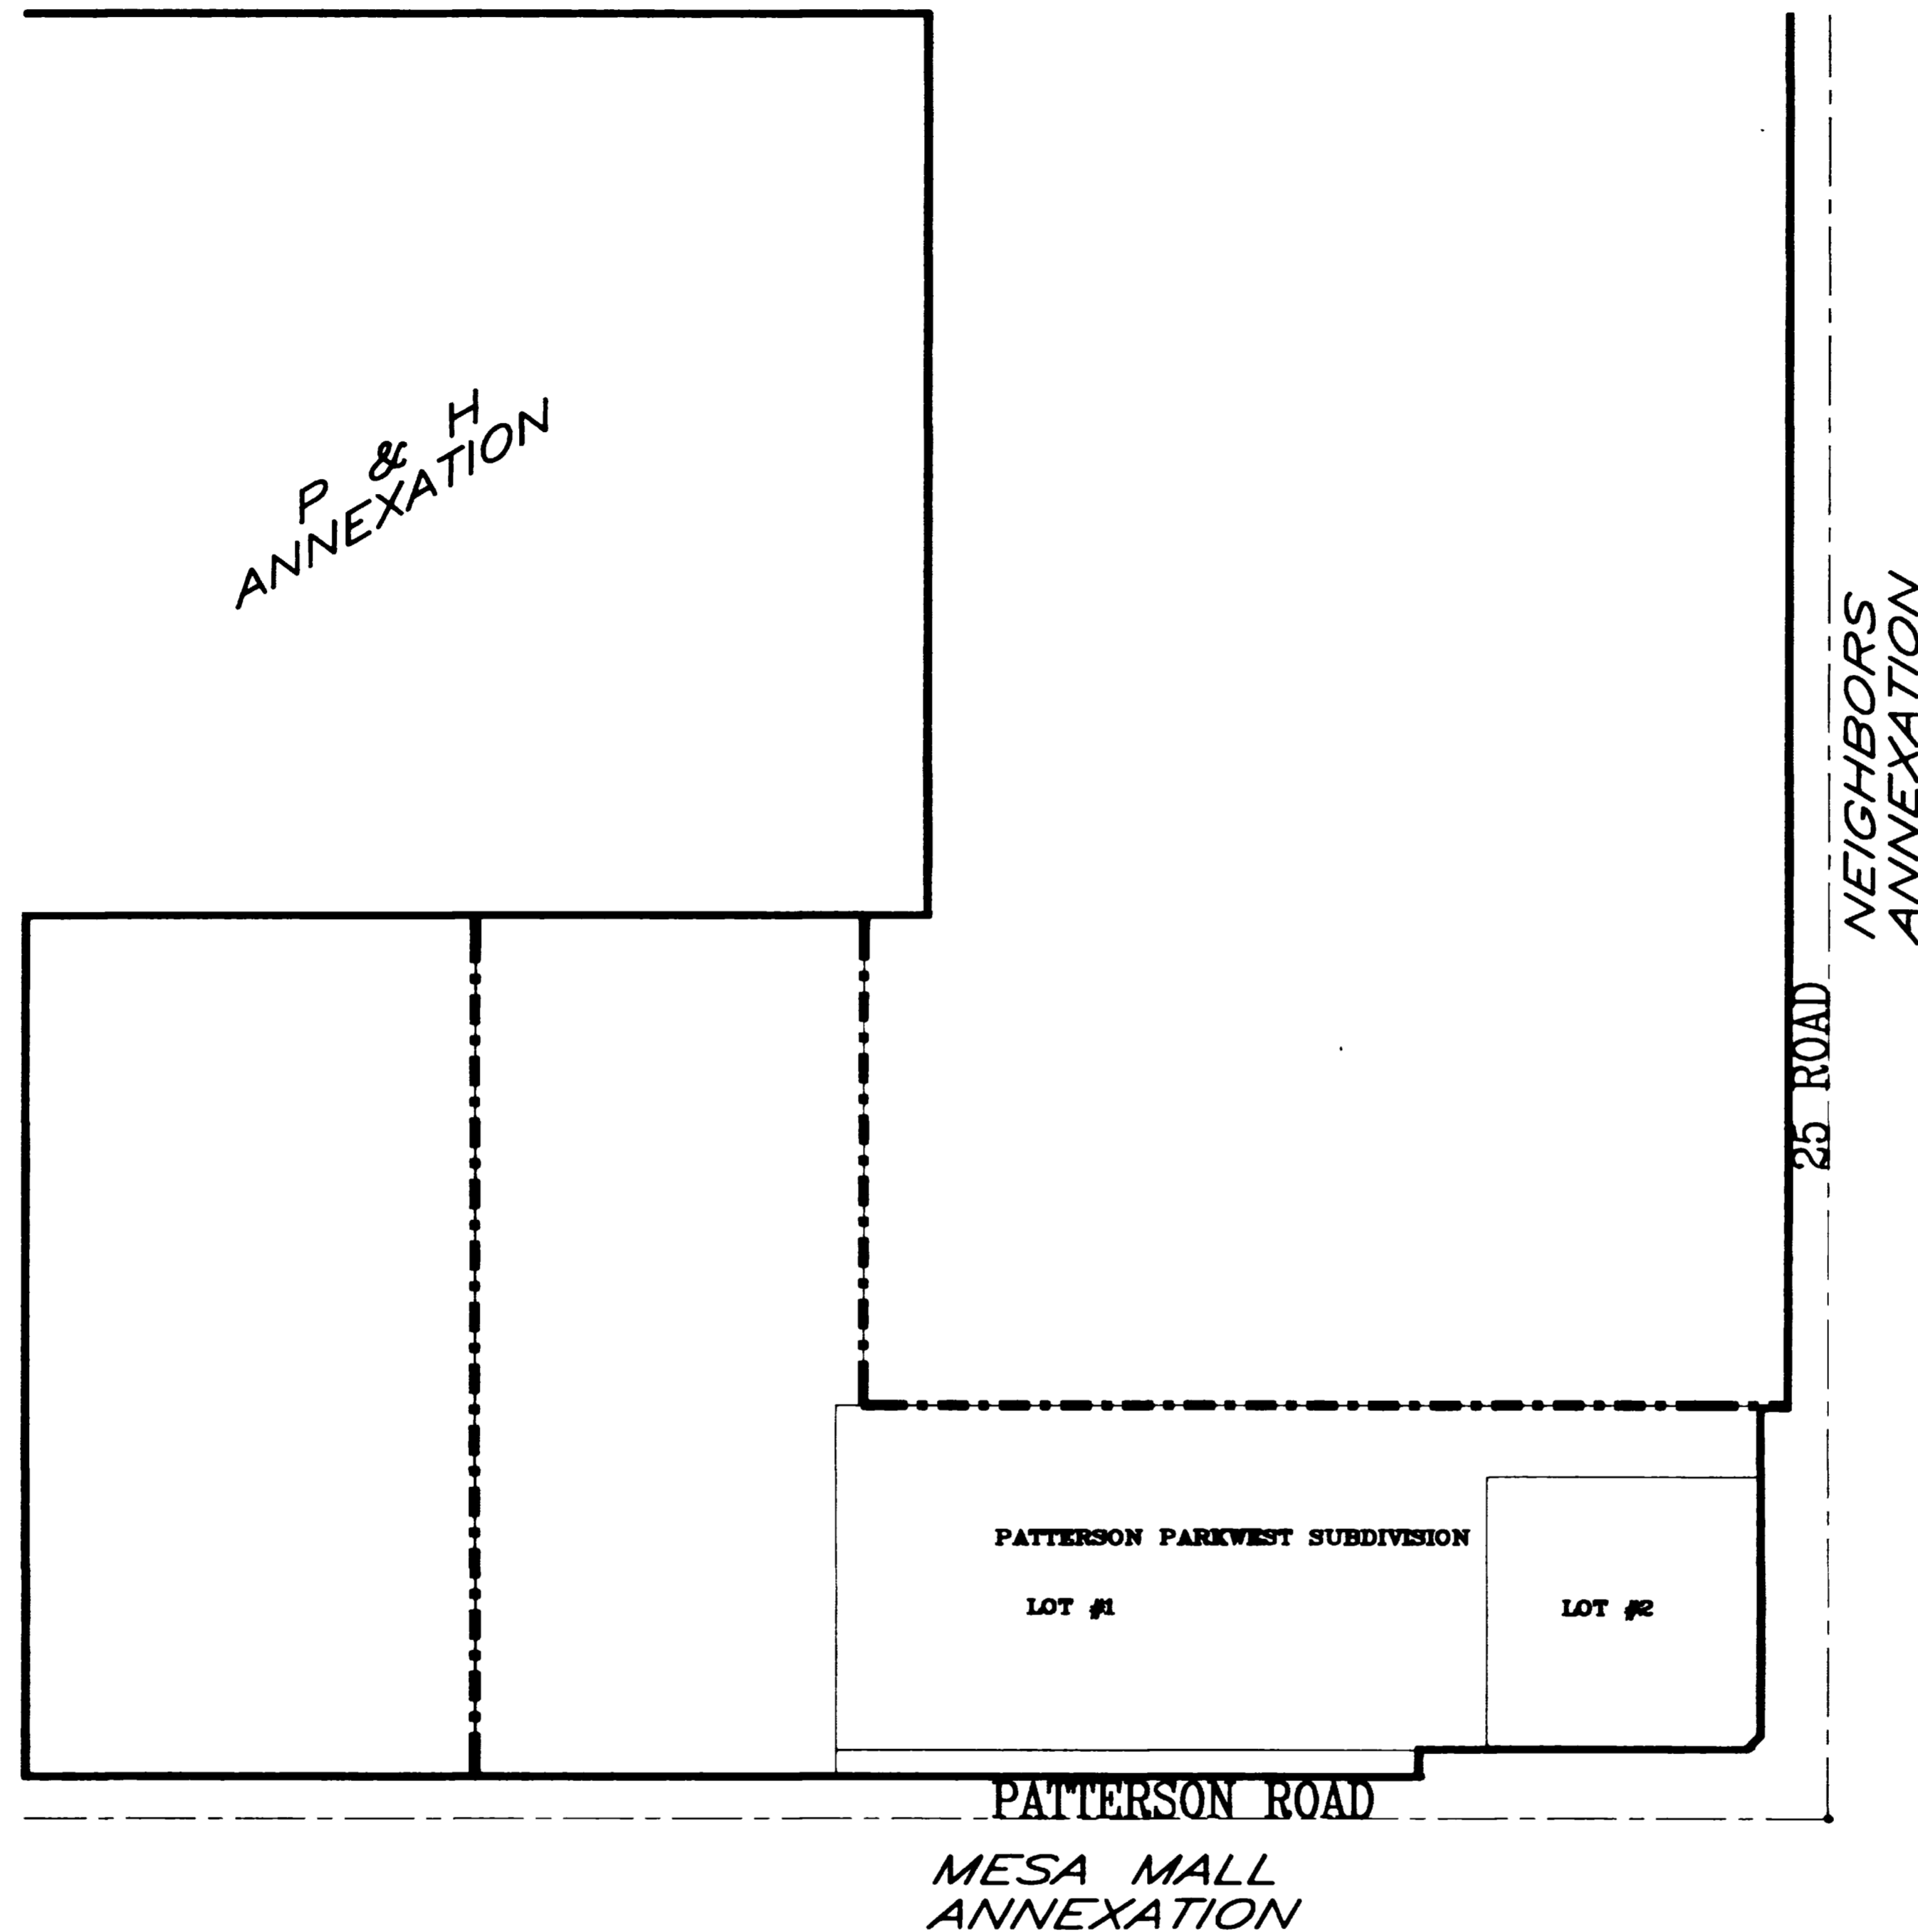 P & H
ANNEXATION
NEIGHBORS
ANNEXATION
25 ROAD
PATTERSON PARKWEST SUBDIVISION
LOT #1
LOT #2
PATTERSON ROAD
MESA MALL
ANNEXATION